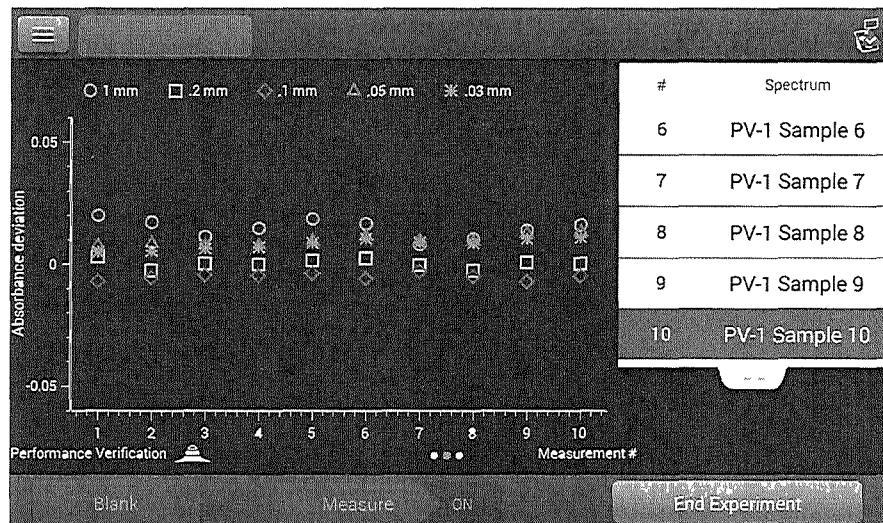 1 mm .2 mm .1 mm .05 mm .03 mm
Absorbance deviation
0.05
0
-0.05
1 2 3 4 5 6 7 8 9 10
Performance Verification
Measurement #
# Spectrum
6 PV-1 Sample 6
7 PV-1 Sample 7
8 PV-1 Sample 8
9 PV-1 Sample 9
10 PV-1 Sample 10
Blank Measure ON End Experiment